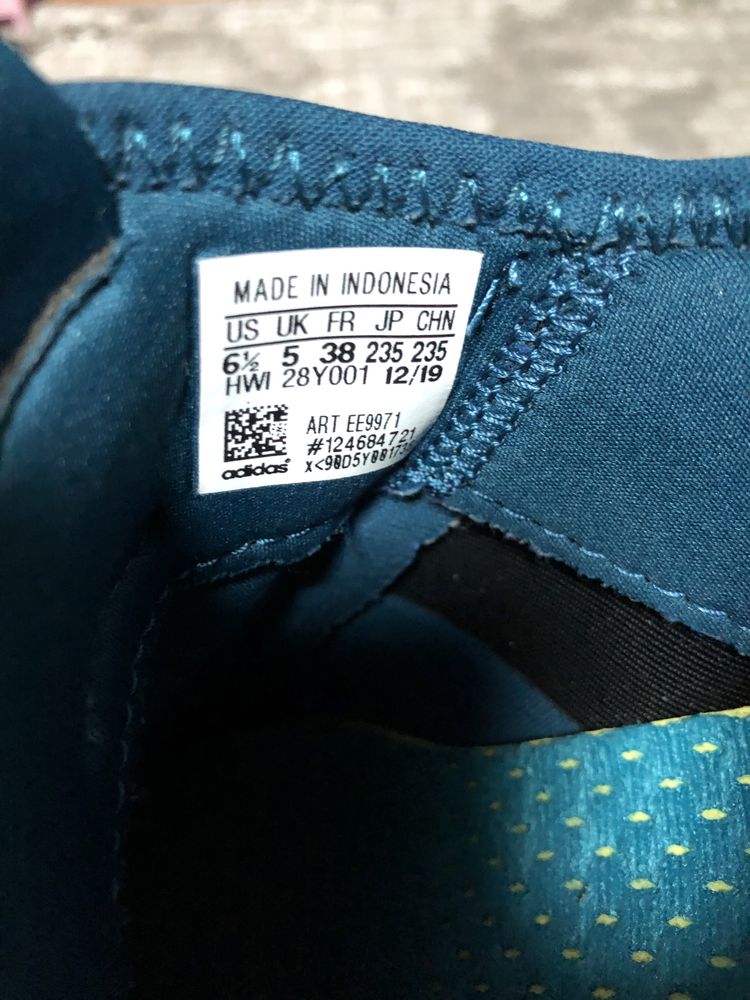 MADE IN INDONESIA
US UK FR JP CHN
6½ 5 38 235 235
HWI 28Y001 12/19
ART EE9971
#124684721
adidas